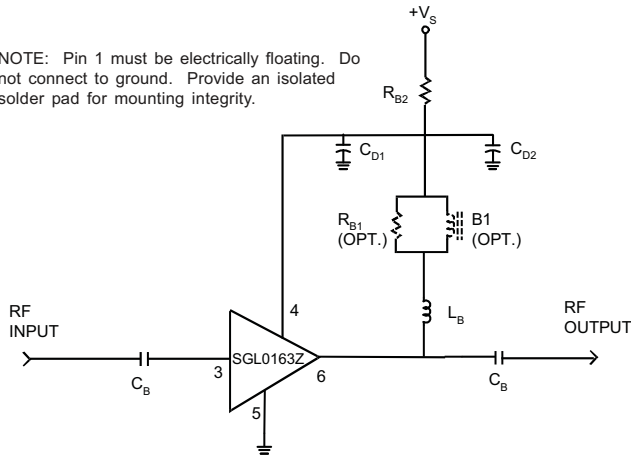 +VS
NOTE: Pin 1 must be electrically floating. Do
not connect to ground. Provide an isolated
solder pad for mounting integrity.
RB2
CD1
CD2
RB1
(OPT.)
B1
(OPT.)
4
LB
RF
INPUT
RF
OUTPUT
SGL0163Z
3
6
CB
CB
5